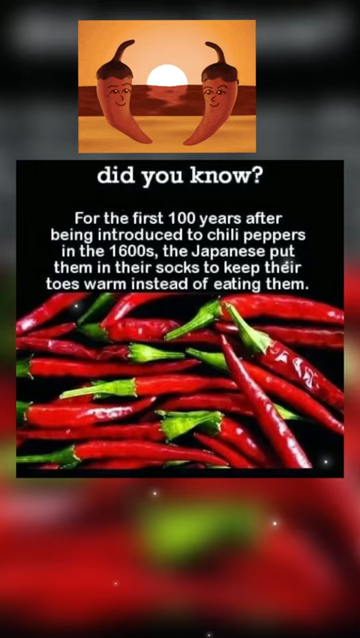 did you know?
For the first 100 years after
being introduced to chili peppers
in the 1600s, the Japanese put
them in their socks to keep their
toes warm instead of eating them.